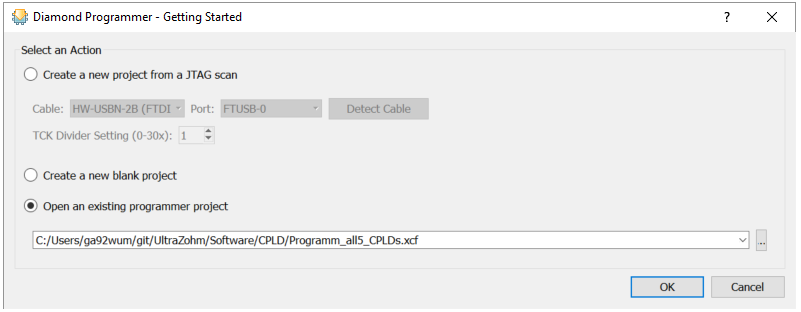 Diamond Programmer - Getting Started
Select an Action
Create a new project from a JTAG scan
Cable: HW-USBN-2B (FTDI Port: FTUSB-0 Detect Cable
TCK Divider Setting (0-30x): 1
Create a new blank project
Open an existing programmer project
C:/Users/ga92wum/git/UltraZohm/Software/CPLD/Programm_all5_CPLDs.xcf ...
OK Cancel